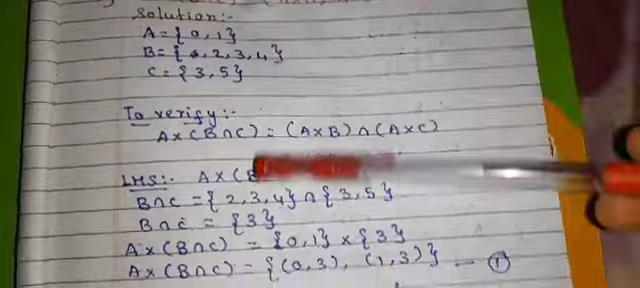 Solution:-
A = {0,1}
B = {0,2,3,4}
C = {3,5}
To verify:-
A×(B∩C) = (A×B)∩(A×C)
LHS:- A×(B
B∩C = {2,3,4}∩{3,5}
B∩C = {3}
A×(B∩C) = {0,1} × {3}
A×(B∩C) = {(0,3), (1,3)} — ①